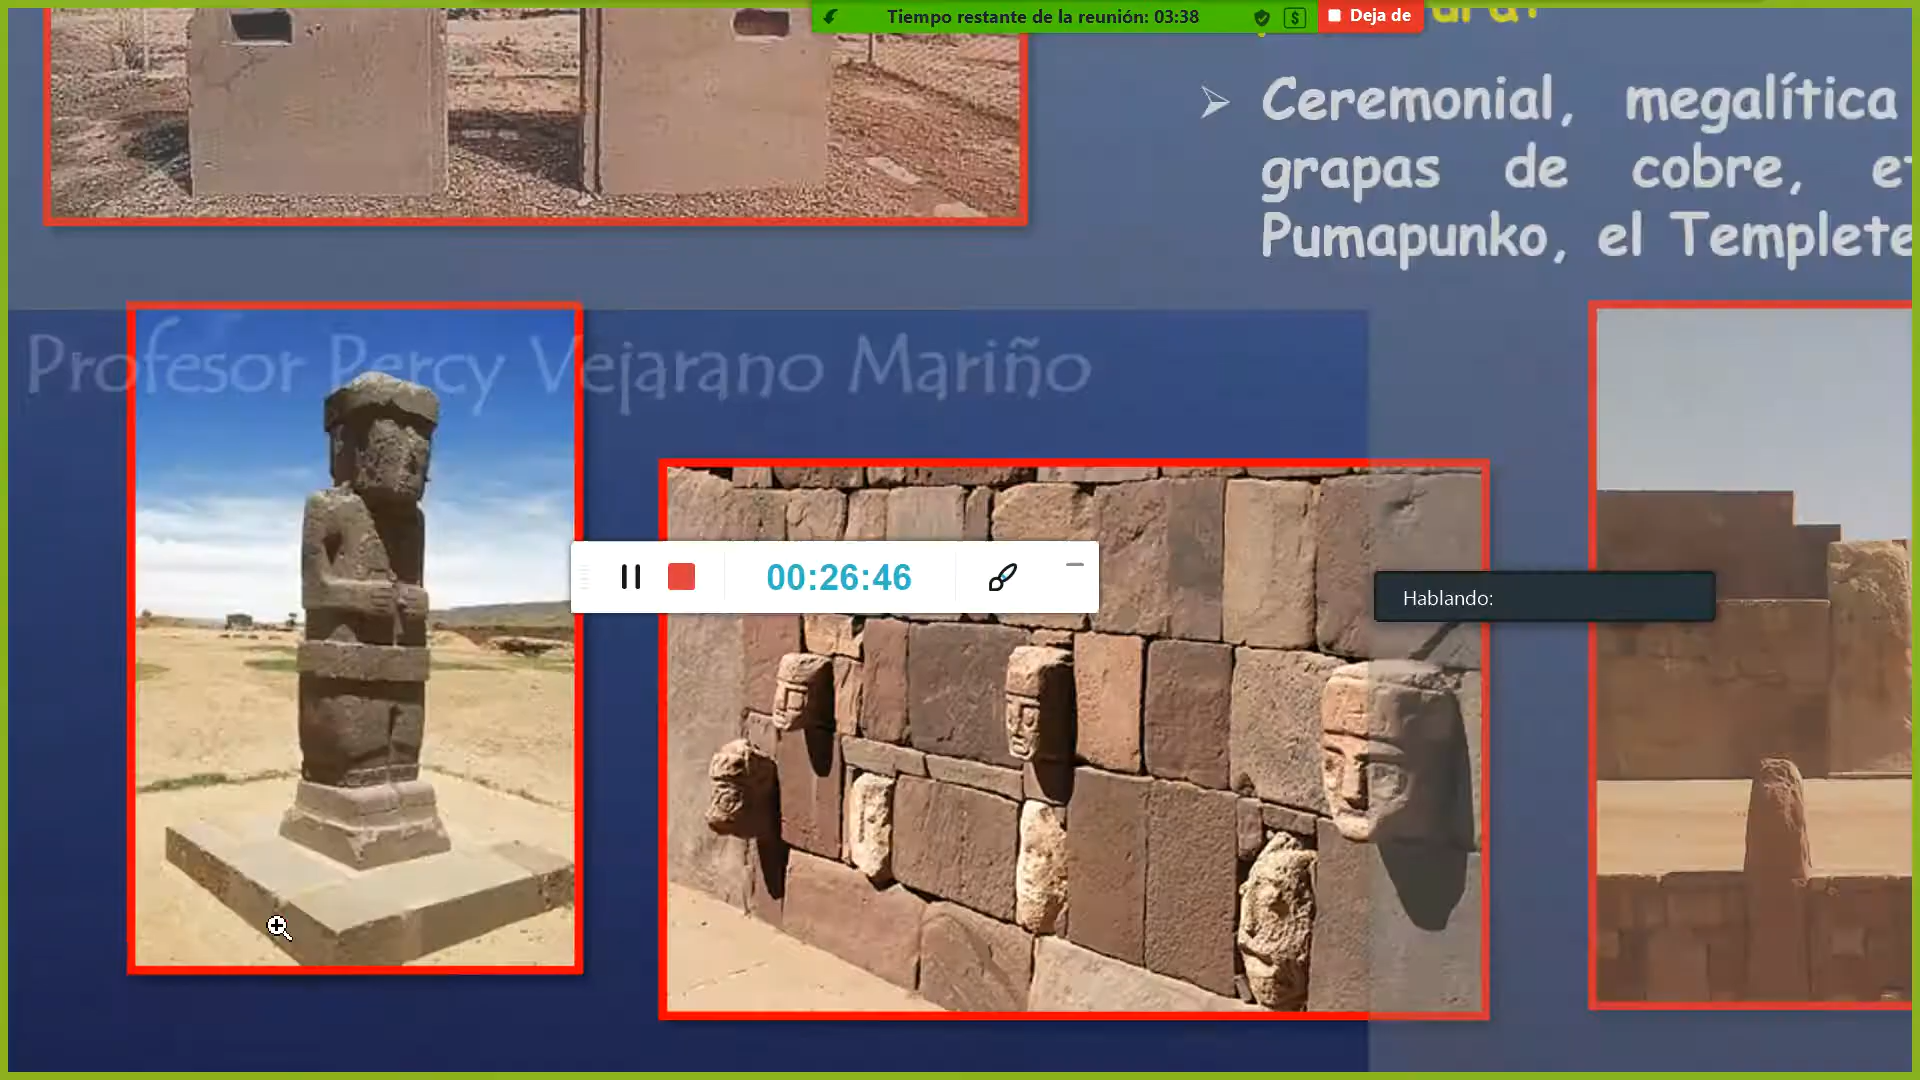 Tiempo restante de la reunión: 03:38
Deja de
Ceremonial, megalítica
grapas de cobre,
Pumapunko, el Templete
Profesor Percy Vejarano Mariño
00:26:46
Hablando: